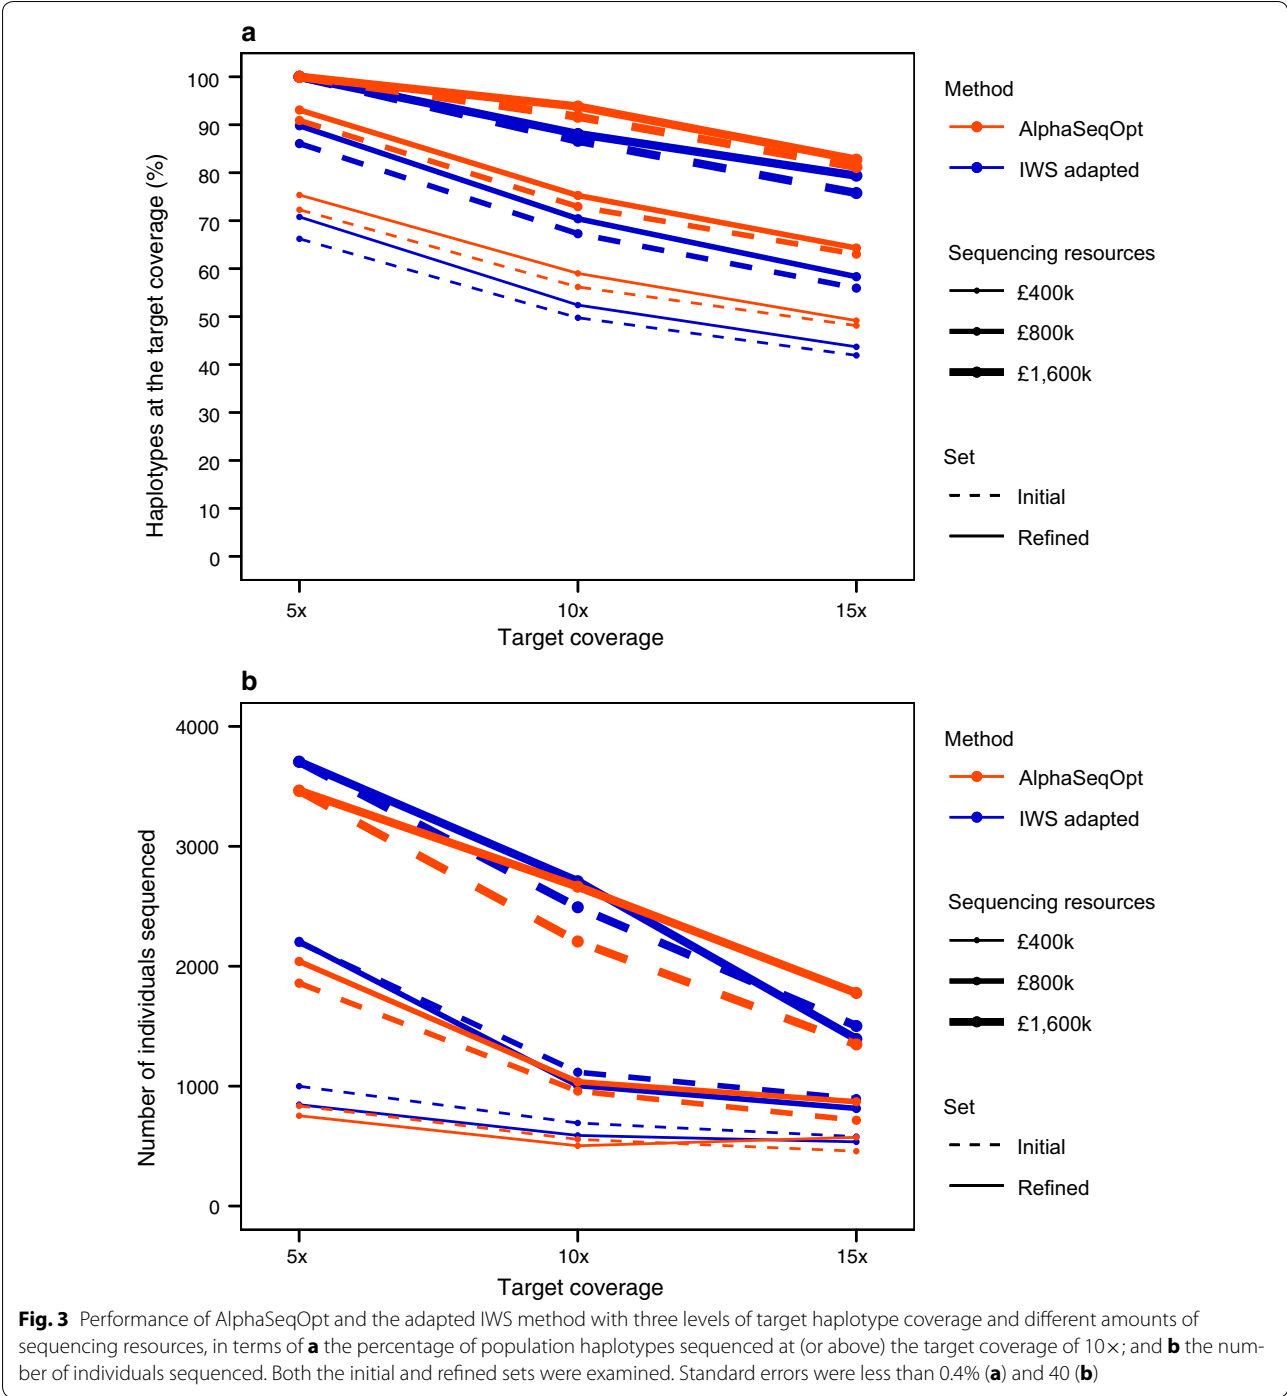 a
100
90
80
70
60
50
40
30
20
10
0
Haplotypes at the target coverage (%)
5x
10x
15x
Target coverage
Method
AlphaSeqOpt
IWS adapted
Sequencing resources
£400k
£800k
£1,600k
Set
Initial
Refined
b
4000
3000
2000
1000
0
Number of individuals sequenced
5x
10x
15x
Target coverage
Method
AlphaSeqOpt
IWS adapted
Sequencing resources
£400k
£800k
£1,600k
Set
Initial
Refined
Fig. 3 Performance of AlphaSeqOpt and the adapted IWS method with three levels of target haplotype coverage and different amounts of
sequencing resources, in terms of a the percentage of population haplotypes sequenced at (or above) the target coverage of 10×; and b the num-
ber of individuals sequenced. Both the initial and refined sets were examined. Standard errors were less than 0.4% (a) and 40 (b)